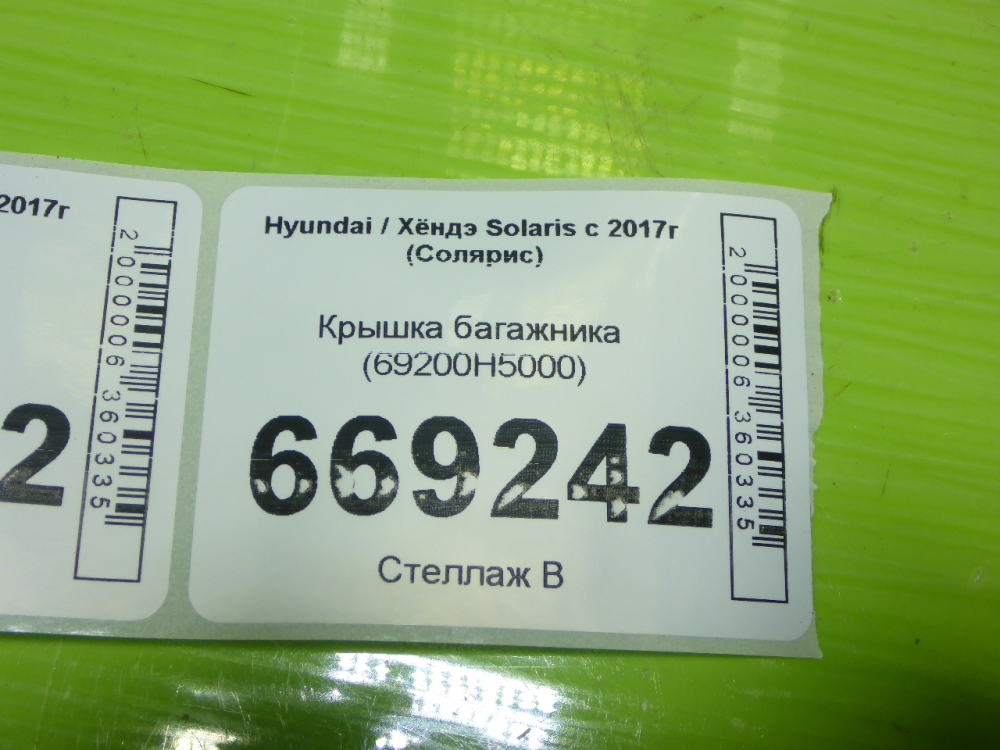 2017г
2
2 000006 360335
Hyundai / Хёндэ Solaris с 2017г
(Солярис)
Крышка багажника
(69200H5000)
669242
Стеллаж В
2 000006 360335